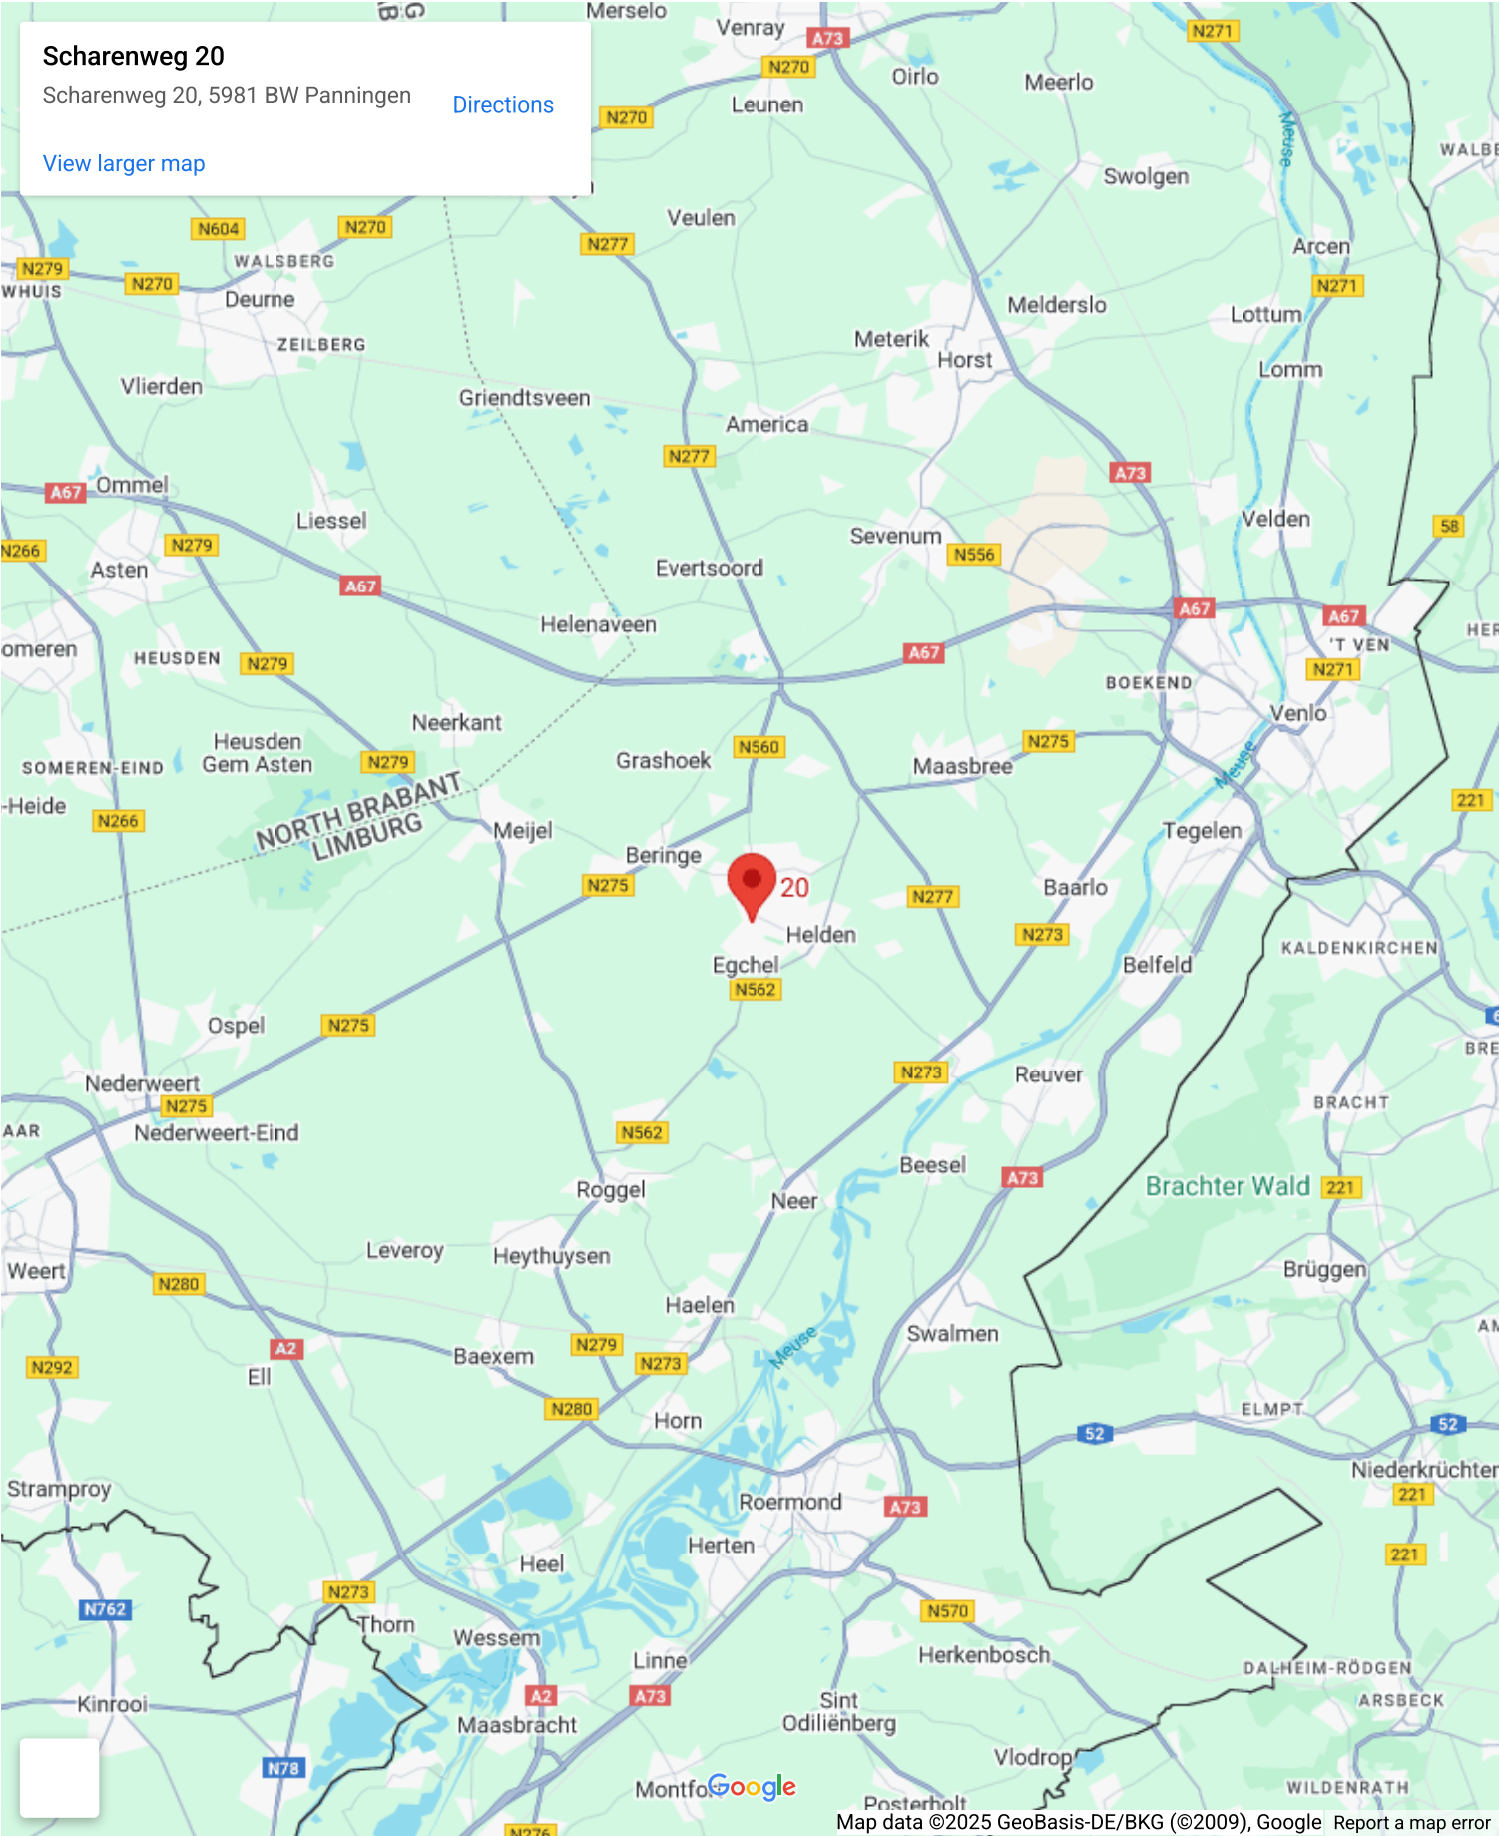 Scharenweg 20
Scharenweg 20, 5981 BW Panningen
Directions
View larger map
Merselo
Venray
A73
N270
Oirlo
Meerlo
N271
Leunen
N270
Meuse
Swolgen
Veulen
N604
N270
N277
WALSBERG
Arcen
N279
N270
N271
Deurne
Melderslo
Lottum
ZEILBERG
Meterik
Horst
Lomm
Vlierden
Griendtsveen
America
N277
A73
A67
Ommel
Liessel
Velden
58
N266
N279
Sevenum
N556
Asten
Evertsoord
A67
A67
A67
Helenaveen
'T VEN
HEUSDEN
N279
A67
N271
BOEKEND
Venlo
Neerkant
Heusden
Gem Asten
N560
N275
SOMEREN-EIND
N279
Grashoek
Maasbree
Meuse
-Heide
N266
NORTH BRABANT
LIMBURG
221
Meijel
Tegelen
Beringe
N275
20
N277
Baarlo
Helden
N273
KALDENKIRCHEN
Egchel
N562
Belfeld
Ospel
N275
N273
Reuver
Nederweert
N275
BRACHT
Nederweert-Eind
N562
Beesel
A73
Brachter Wald
221
Roggel
Neer
Leveroy
Heythuysen
Weert
N280
Brüggen
Haelen
A2
N279
Meuse
Swalmen
N292
Ell
Baexem
N273
N280
Horn
ELMPT
52
52
Stramproy
Roermond
A73
221
Herten
Heel
221
N273
N762
Thorn
Wessem
N570
Linne
Herkenbosch
DALHEIM-RÖDGEN
Kinrooi
A2
A73
Sint
Odiliënberg
ARSBECK
Maasbracht
N78
Vlodrop
Google
WILDENRATH
Posterholt
N276
Map data ©2025 GeoBasis-DE/BKG (©2009), Google
Report a map error